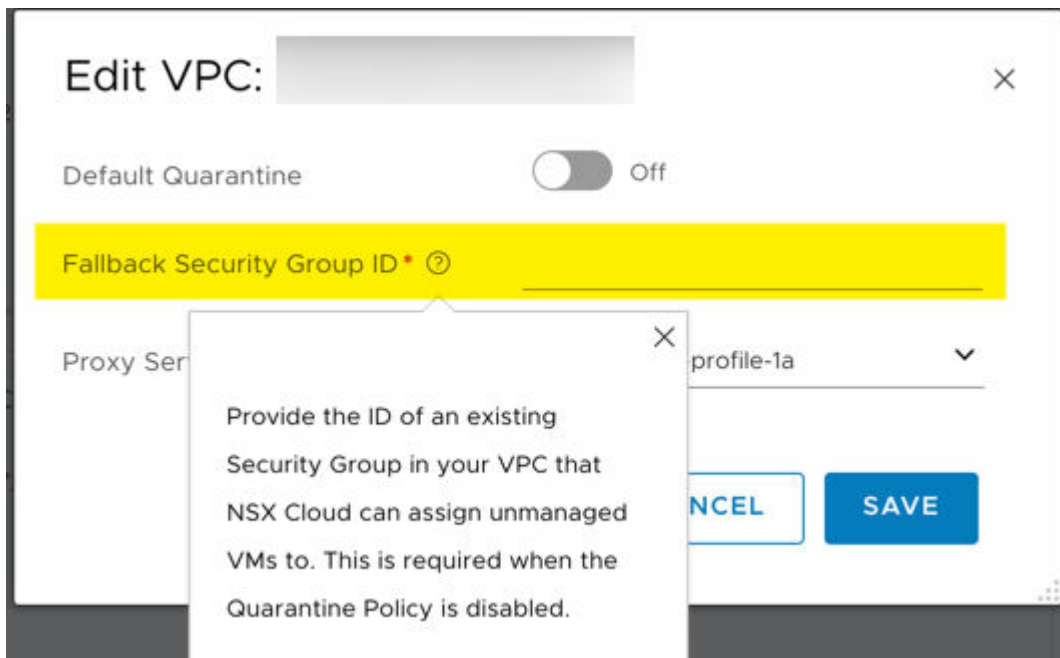 Edit VPC:
Default Quarantine
Off
Fallback Security Group ID*
Proxy Ser
profile-1a
Provide the ID of an existing
Security Group in your VPC that
NSX Cloud can assign unmanaged
VMs to. This is required when the
Quarantine Policy is disabled.
NCEL
SAVE